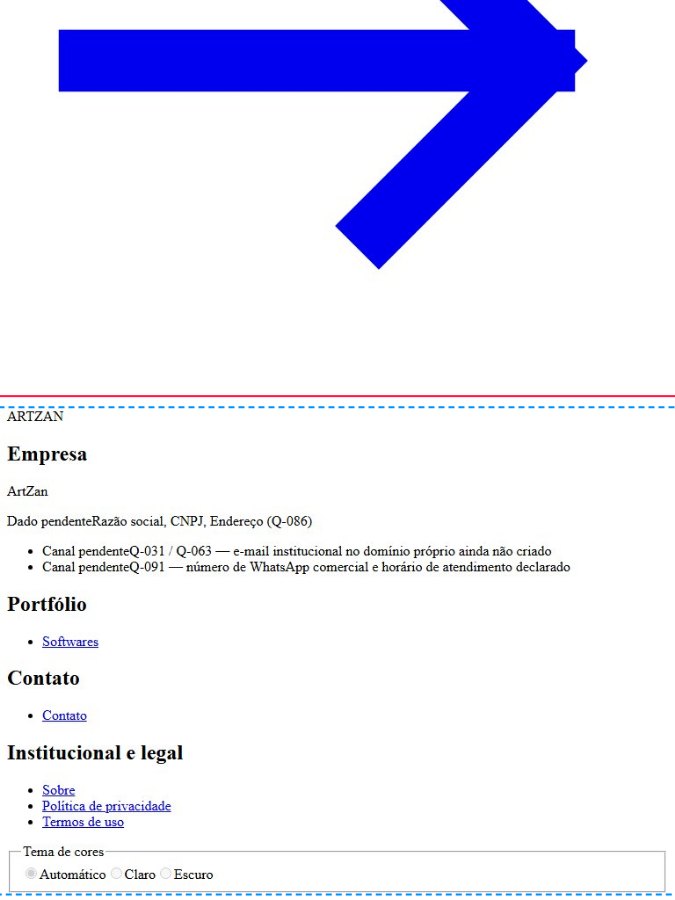 ARTZAN
Empresa
ArtZan
Dado pendenteRazão social, CNPJ, Endereço (Q-086)
Canal pendenteQ-031 / Q-063 — e-mail institucional no domínio próprio ainda não criado
Canal pendenteQ-091 — número de WhatsApp comercial e horário de atendimento declarado
Portfólio
Softwares
Contato
Contato
Institucional e legal
Sobre
Política de privacidade
Termos de uso
Tema de cores
Automático Claro Escuro